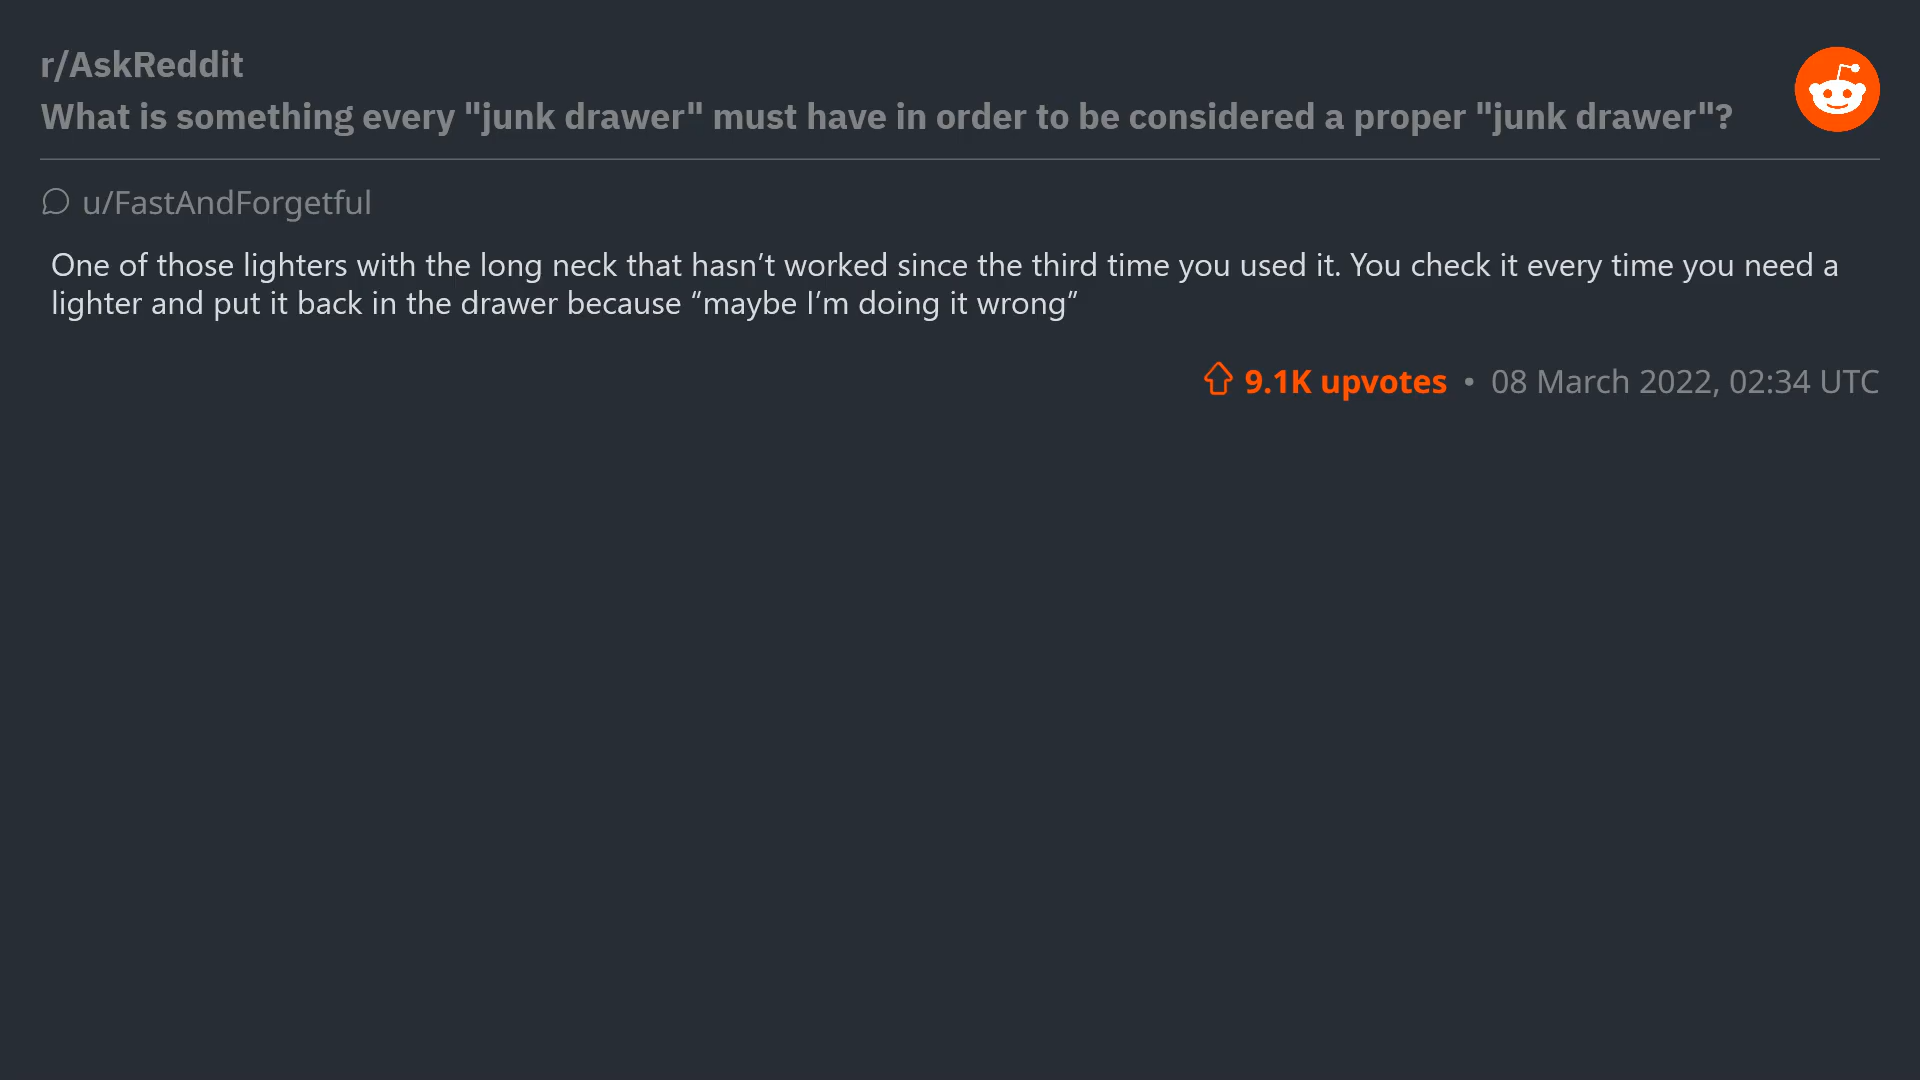 r/AskReddit
What is something every "junk drawer" must have in order to be considered a proper "junk drawer"?
u/FastAndForgetful
One of those lighters with the long neck that hasn’t worked since the third time you used it. You check it every time you need a
lighter and put it back in the drawer because “maybe I’m doing it wrong”
9.1K upvotes • 08 March 2022, 02:34 UTC